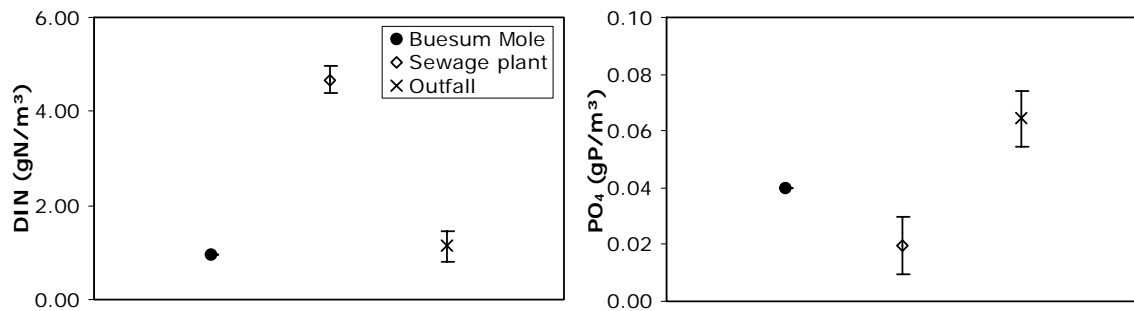 6.00
4.00
2.00
0.00
DIN (gN/m³)
Buesum Mole
Sewage plant
Outfall
0.10
0.08
0.06
0.04
0.02
0.00
PO₄ (gP/m³)